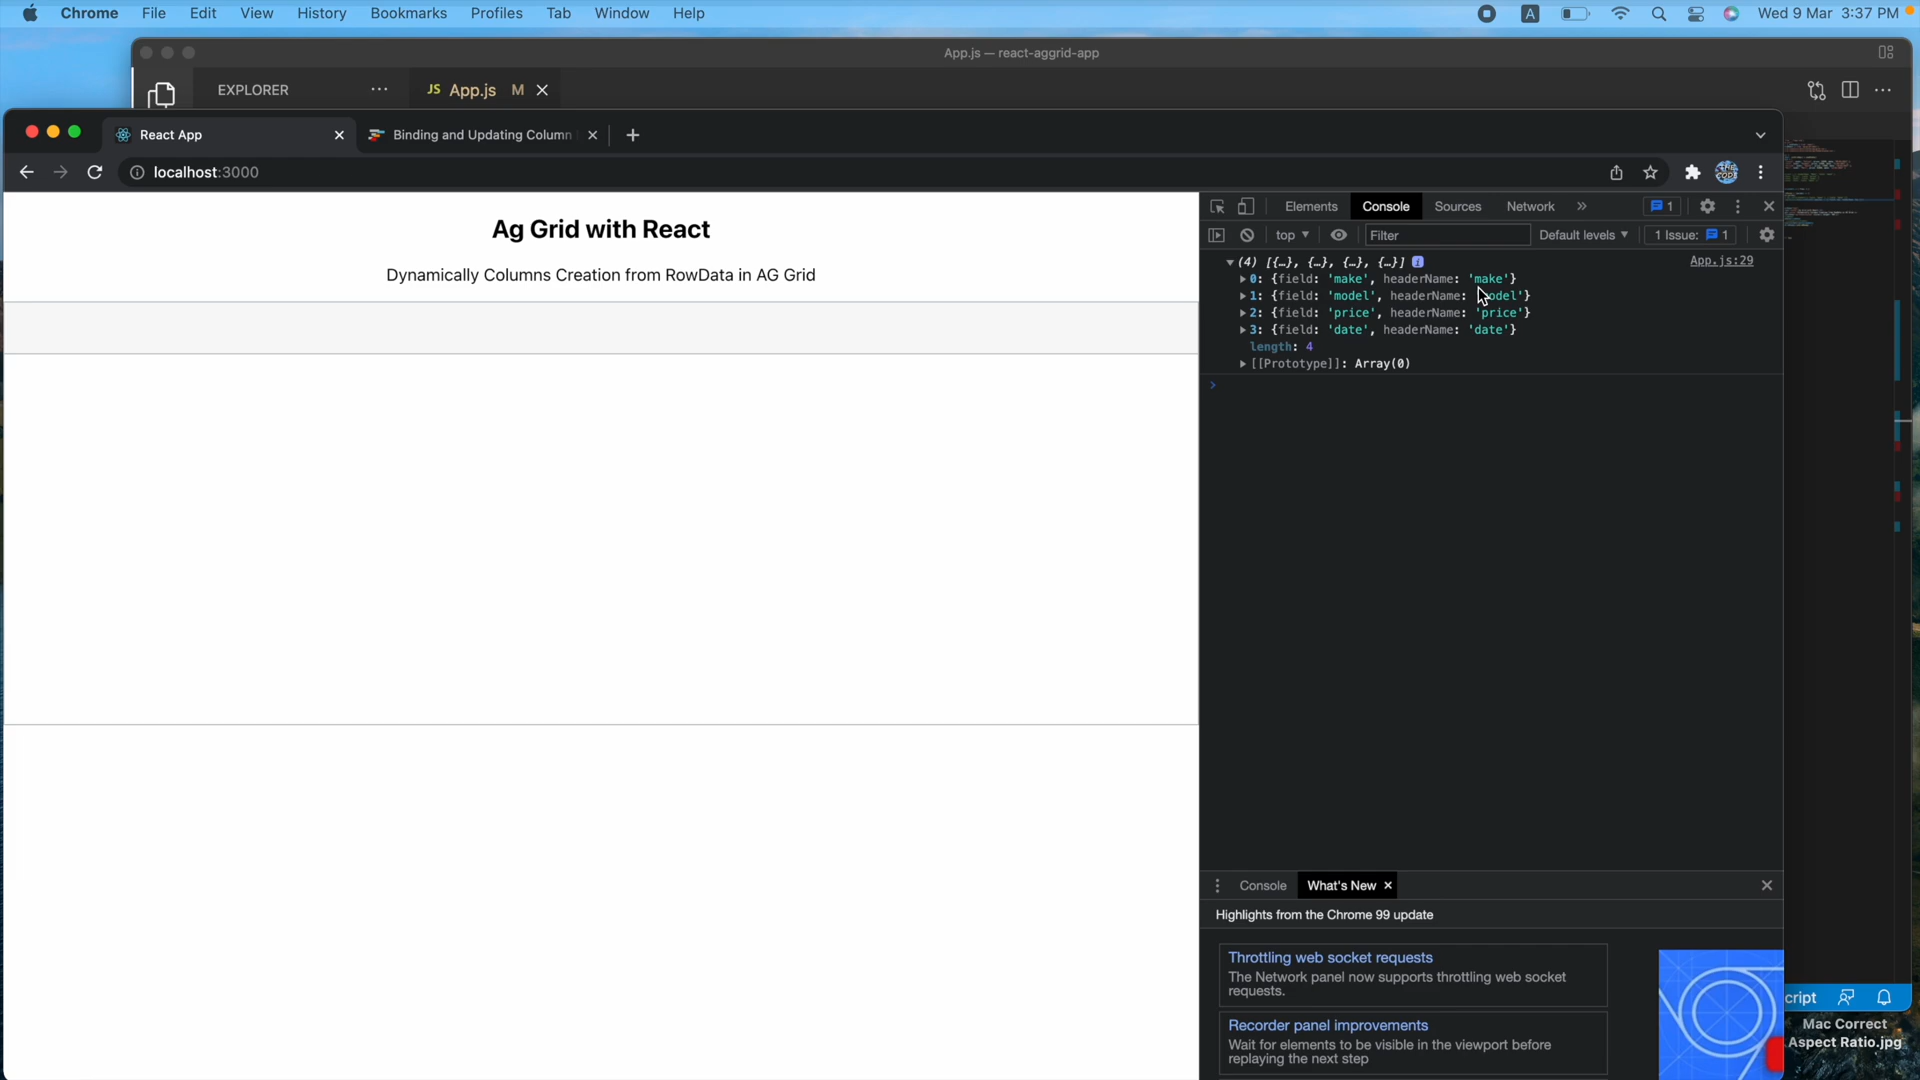 Chrome File Edit View History Bookmarks Profiles Tab Window Help
A
Wed 9 Mar 3:37 PM
App.js — react-aggrid-app
EXPLORER
JS App.js M
React App
Binding and Updating Column
localhost:3000
Ag Grid with React
Dynamically Columns Creation from RowData in AG Grid
Elements Console Sources Network » 1
top Filter Default levels 1 Issue: 1
(4) [{…}, {…}, {…}, {…}] i App.js:29
0: {field: 'make', headerName: 'make'}
1: {field: 'model', headerName: 'model'}
2: {field: 'price', headerName: 'price'}
3: {field: 'date', headerName: 'date'}
length: 4
[[Prototype]]: Array(0)
Console What's New
Highlights from the Chrome 99 update
Throttling web socket requests
The Network panel now supports throttling web socket
requests.
Recorder panel improvements
Wait for elements to be visible in the viewport before
replaying the next step
cript
Mac Correct
Aspect Ratio.jpg